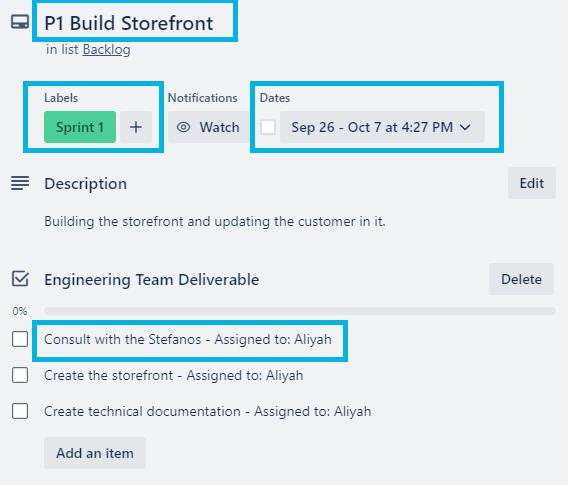 P1 Build Storefront
in list Backlog
Labels Notifications Dates
Sprint 1 + Watch Sep 26 - Oct 7 at 4:27 PM
Description Edit
Building the storefront and updating the customer in it.
Engineering Team Deliverable Delete
0%
Consult with the Stefanos - Assigned to: Aliyah
Create the storefront - Assigned to: Aliyah
Create technical documentation - Assigned to: Aliyah
Add an item